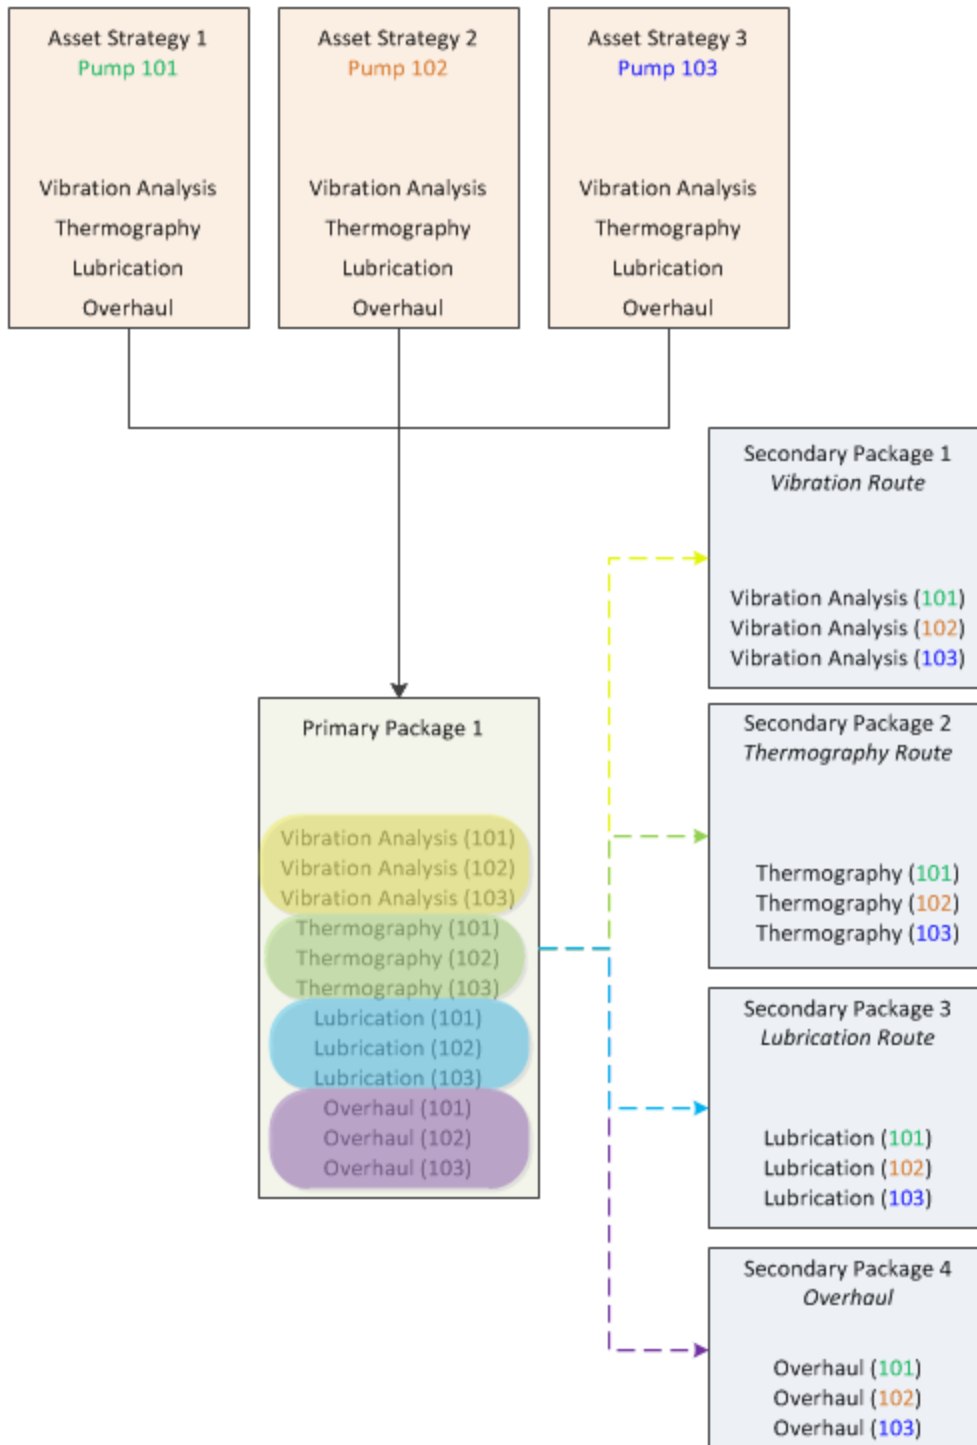 Asset Strategy 1
Pump 101
Vibration Analysis
Thermography
Lubrication
Overhaul
Asset Strategy 2
Pump 102
Vibration Analysis
Thermography
Lubrication
Overhaul
Asset Strategy 3
Pump 103
Vibration Analysis
Thermography
Lubrication
Overhaul
Primary Package 1
Vibration Analysis (101)
Vibration Analysis (102)
Vibration Analysis (103)
Thermography (101)
Thermography (102)
Thermography (103)
Lubrication (101)
Lubrication (102)
Lubrication (103)
Overhaul (101)
Overhaul (102)
Overhaul (103)
Secondary Package 1
Vibration Route
Vibration Analysis (101)
Vibration Analysis (102)
Vibration Analysis (103)
Secondary Package 2
Thermography Route
Thermography (101)
Thermography (102)
Thermography (103)
Secondary Package 3
Lubrication Route
Lubrication (101)
Lubrication (102)
Lubrication (103)
Secondary Package 4
Overhaul
Overhaul (101)
Overhaul (102)
Overhaul (103)